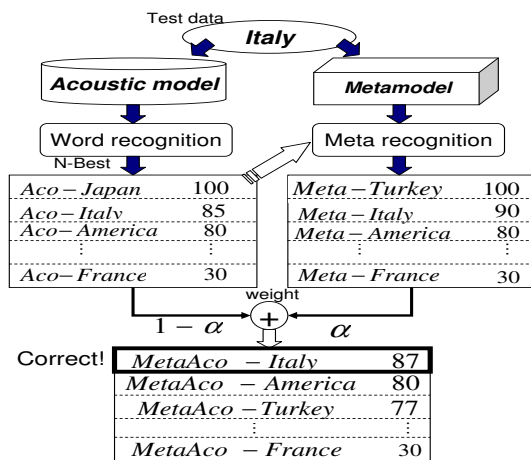 Test data
Italy
Acoustic model
Metamodel
Word recognition
Meta recognition
N-Best
Aco-Japan 100
Aco-Italy 85
Aco-America 80
⋮ ⋮
Aco-France 30
Meta-Turkey 100
Meta-Italy 90
Meta-America 80
⋮ ⋮
Meta-France 30
weight
1-α + α
Correct!
MetaAco -Italy 87
MetaAco -America 80
MetaAco -Turkey 77
⋮ ⋮
MetaAco -France 30